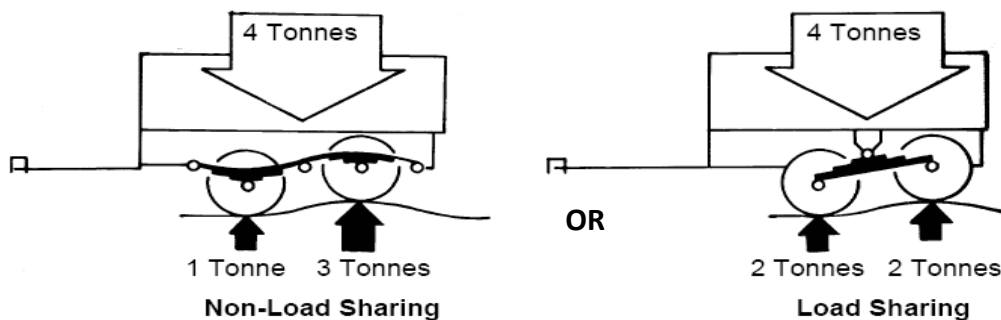 4 Tonnes
4 Tonnes
OR
1 Tonne 3 Tonnes
2 Tonnes 2 Tonnes
Non-Load Sharing
Load Sharing